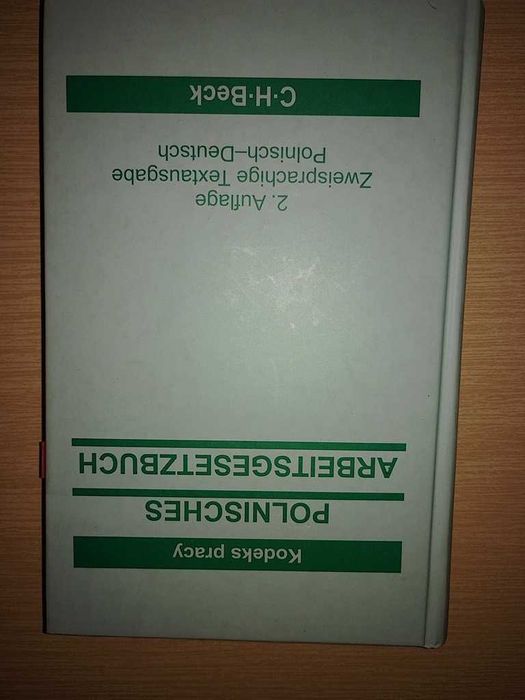 Kodeks pracy
POLNISCHES
ARBEITSGESETZBUCH
2. Auflage
Zweisprachige Textausgabe
Polnisch–Deutsch
C·H·Beck